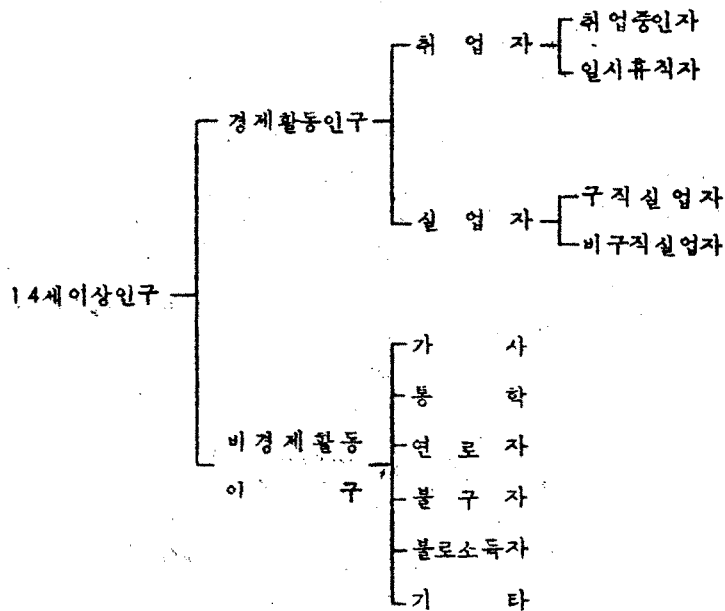 취 업 자
취업중인자
일시휴직자
경제활동인구
실 업 자
구직실업자
비구직실업자
14세이상인구
가 사
통 학
비경제활동
이 구
연 로 자
불 구 자
불로소득자
기 타